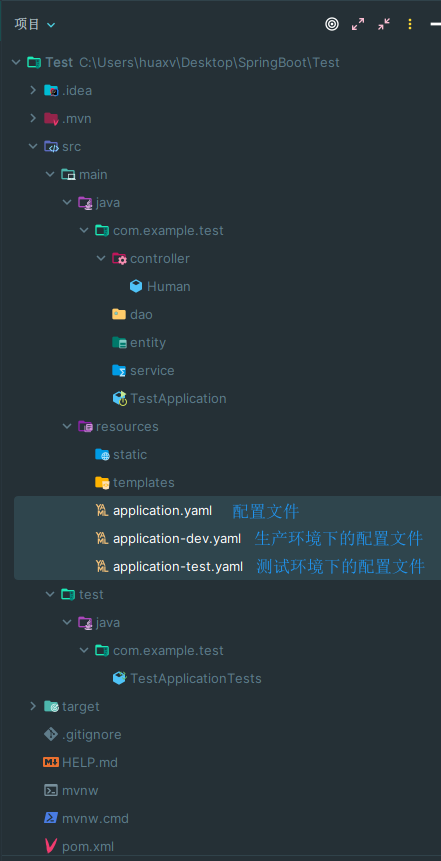 项目
Test C:\Users\huaxv\Desktop\SpringBoot\Test
.idea
.mvn
src
main
java
com.example.test
controller
Human
dao
entity
service
TestApplication
resources
static
templates
application.yaml 配置文件
application-dev.yaml 生产环境下的配置文件
application-test.yaml 测试环境下的配置文件
test
java
com.example.test
TestApplicationTests
target
.gitignore
HELP.md
mvnw
mvnw.cmd
pom.xml